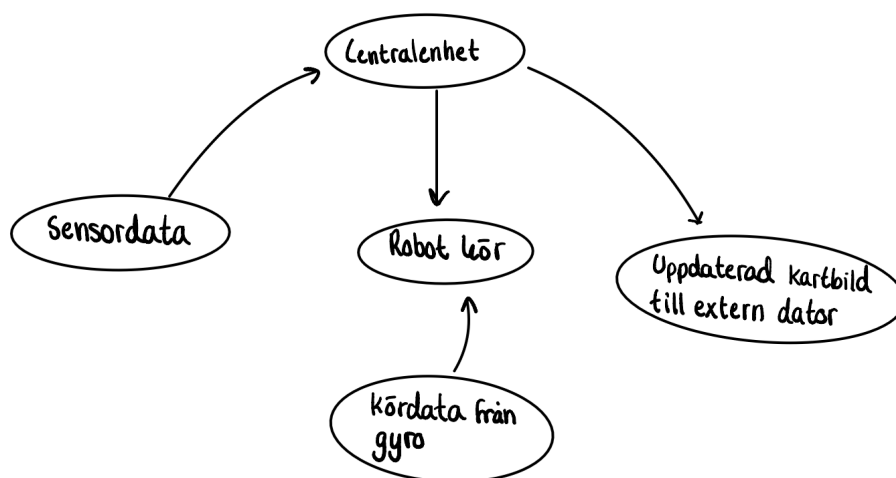 Centralenhet
Sensordata
Robot kör
Uppdaterad kartbild
till extern dator
Kördata från
gyro